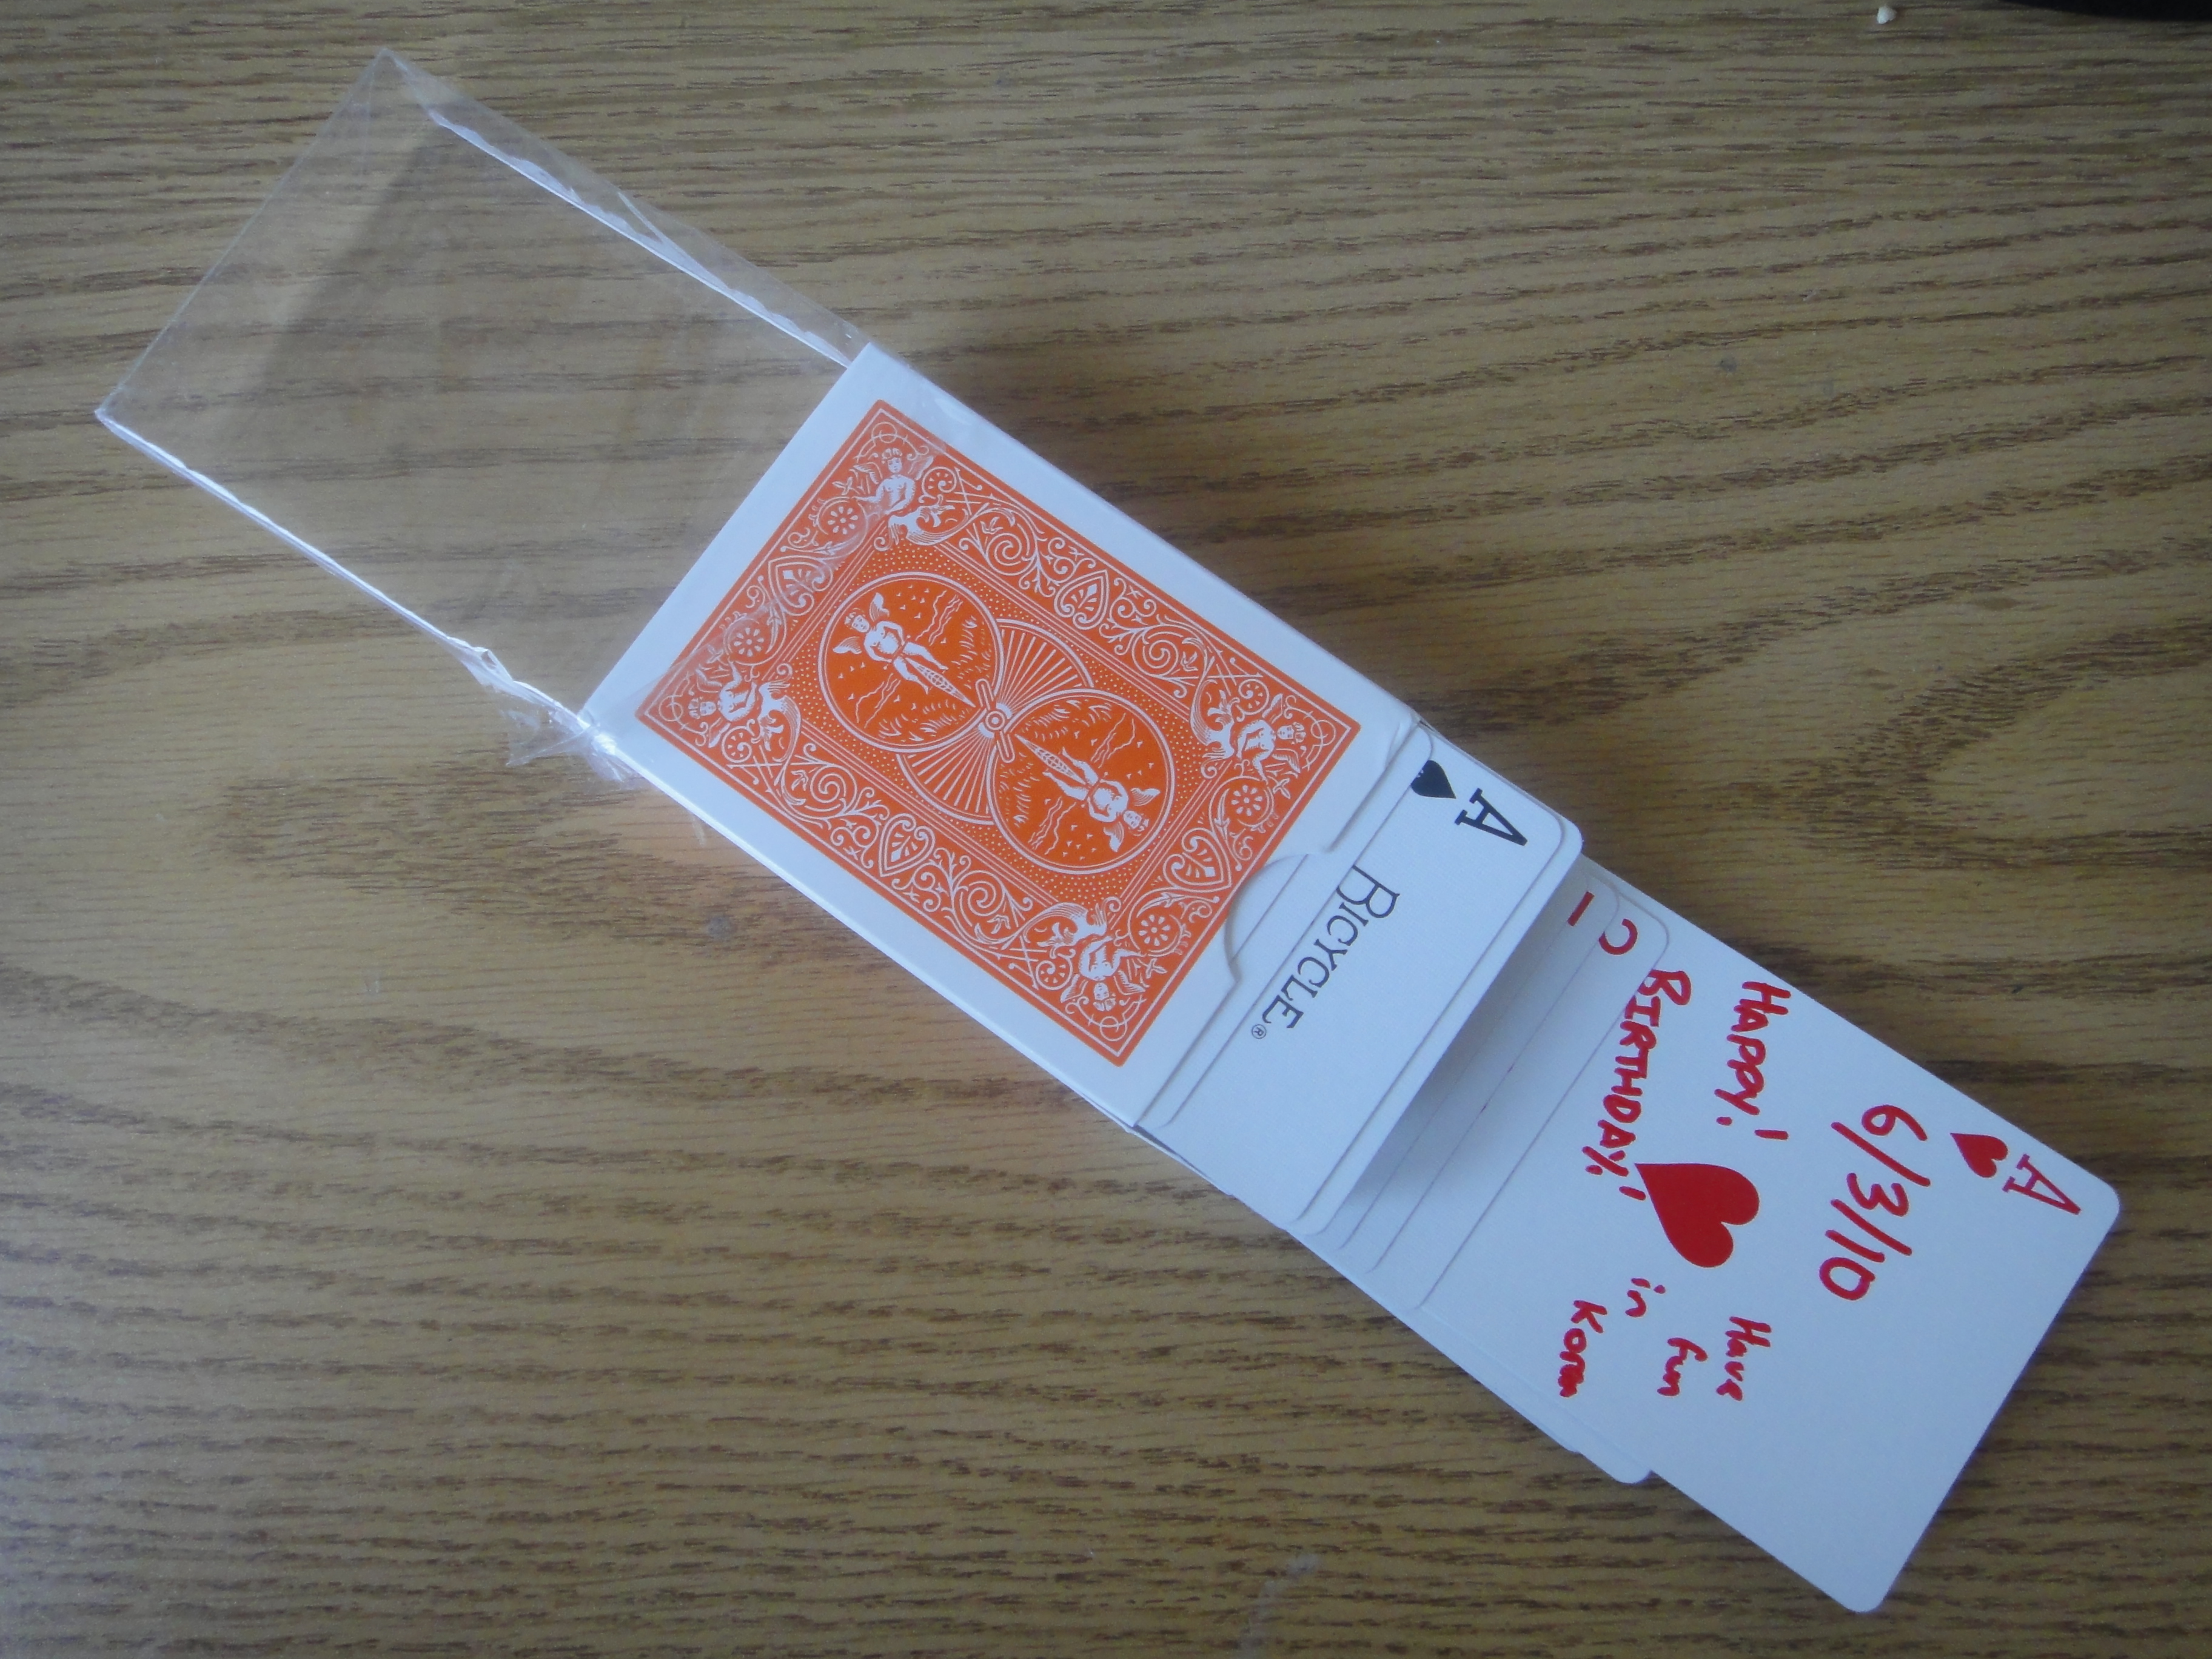 A
BICYCLE®
A
6/3/10
HAPPY!
BIRTHDAY!
Have
fun
in
Korea